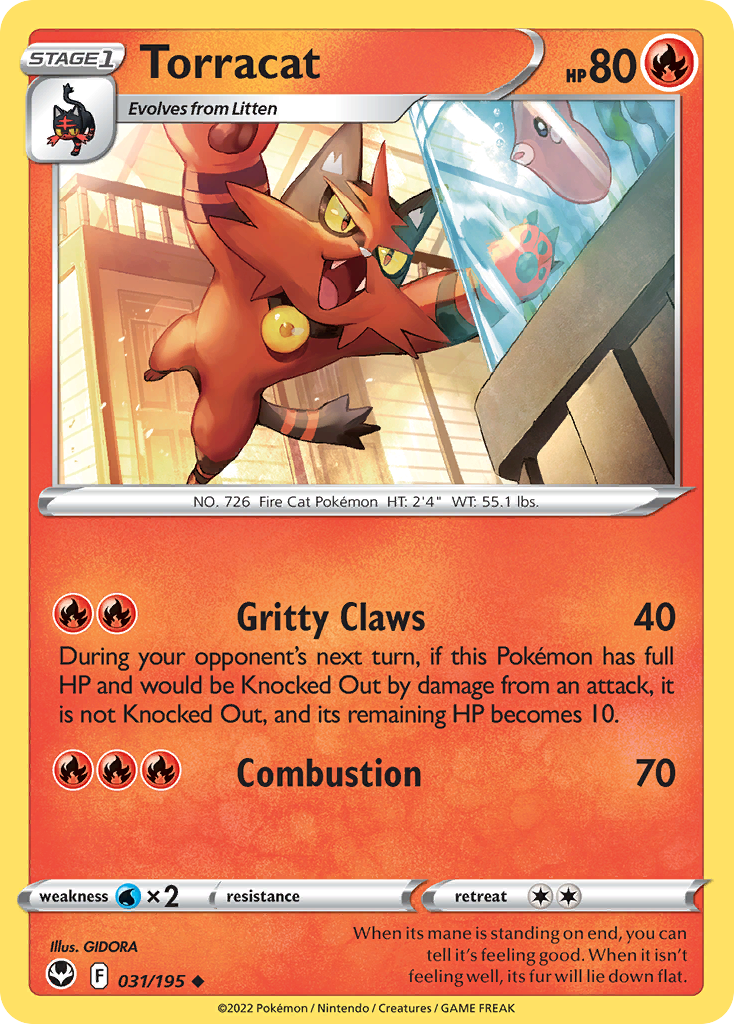 STAGE1
Torracat
HP80
Evolves from Litten
NO. 726 Fire Cat Pokémon HT: 2'4" WT: 55.1 lbs.
Gritty Claws 40
During your opponent's next turn, if this Pokémon has full
HP and would be Knocked Out by damage from an attack, it
is not Knocked Out, and its remaining HP becomes 10.
Combustion 70
weakness ×2 resistance retreat
Illus. GIDORA
F 031/195
When its mane is standing on end, you can
tell it's feeling good. When it isn't
feeling well, its fur will lie down flat.
©2022 Pokémon / Nintendo / Creatures / GAME FREAK